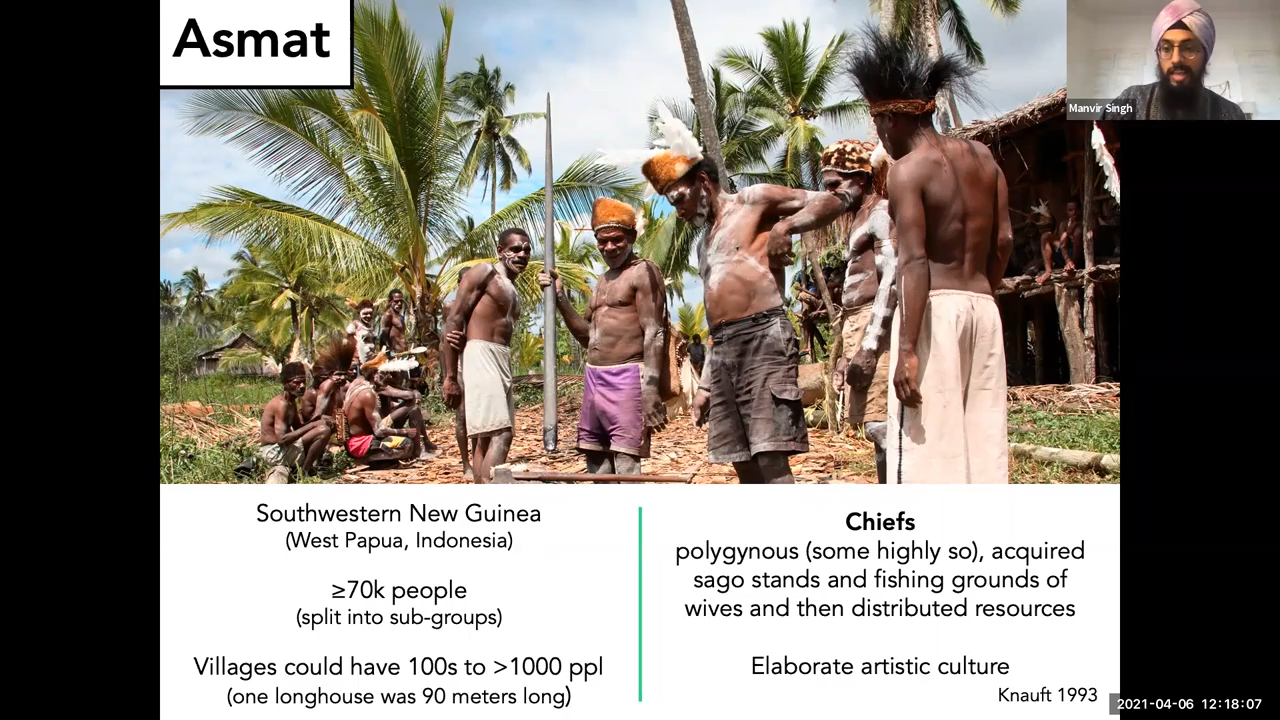 Asmat
Manvir Singh
Southwestern New Guinea
(West Papua, Indonesia)
≥70k people
(split into sub-groups)
Villages could have 100s to >1000 ppl
(one longhouse was 90 meters long)
Chiefs
polygynous (some highly so), acquired
sago stands and fishing grounds of
wives and then distributed resources
Elaborate artistic culture
Knauft 1993
2021-04-06 12:18:07